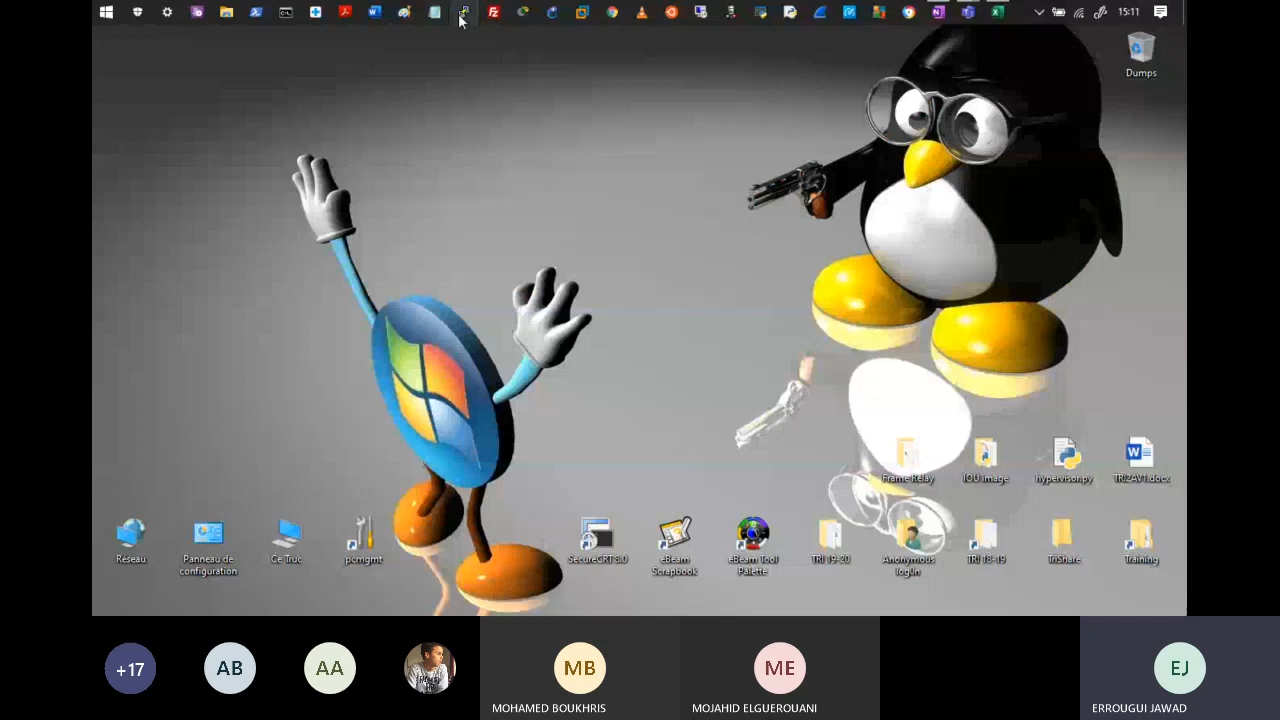 15:11
Dumps
Frame Relay
IOU image
hypervisor.py
TRI2AV1.docx
Réseau
Panneau de
configuration
Ce Truc
pcmgmt
SecureCRT 8.0
eBeam
Scrapbook
eBeam Tool
Palette
TRI 19-20
Anonymous
log0n
TRI 18-19
TriShare
Training
+17
AB
AA
MB
ME
EJ
MOHAMED BOUKHRIS
MOJAHID ELGUEROUANI
ERROUGUI JAWAD